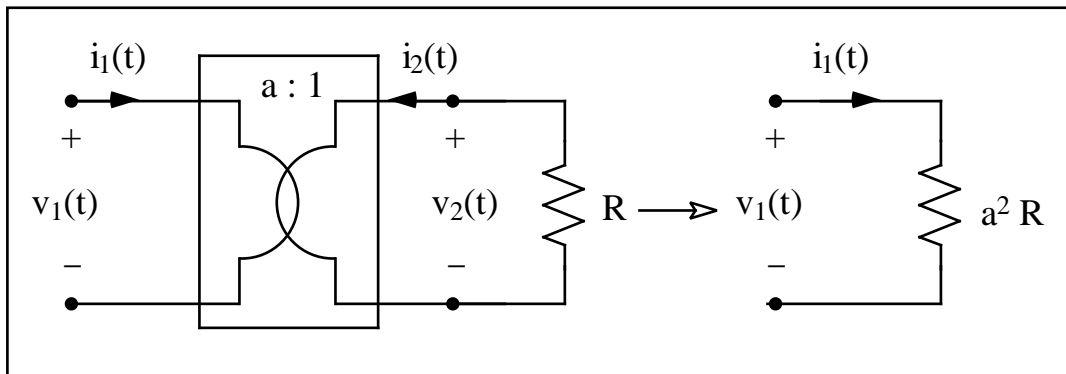 i₁(t)
a : 1
i₂(t)
i₁(t)
+
+
+
v₁(t)
v₂(t)
R
v₁(t)
a² R
−
−
−